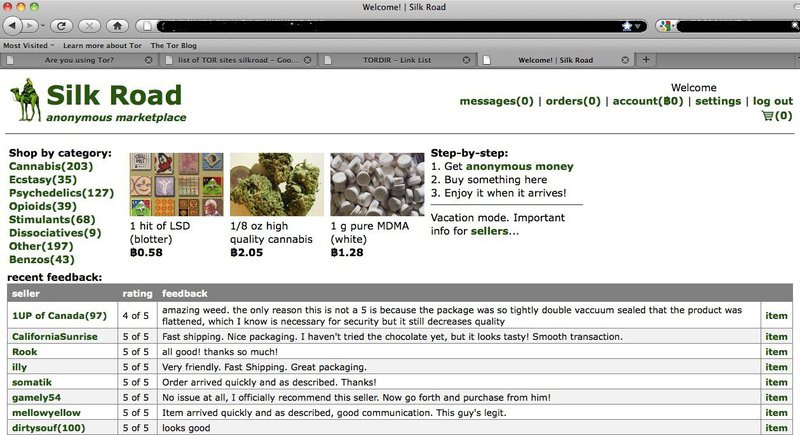 Welcome! | Silk Road
Most Visited
Learn more about Tor
The Tor Blog
Are you using Tor?
list of TOR sites silkroad – Goo...
TORDIR – Link List
Welcome! | Silk Road
Silk Road
anonymous marketplace
Welcome
messages(0) | orders(0) | account(฿0) | settings | log out
(0)
Shop by category:
Cannabis(203)
Ecstasy(35)
Psychedelics(127)
Opioids(39)
Stimulants(68)
Dissociatives(9)
Other(197)
Benzos(43)
1 hit of LSD
(blotter)
฿0.58
1/8 oz high
quality cannabis
฿2.05
1 g pure MDMA
(white)
฿1.28
Step-by-step:
1. Get anonymous money
2. Buy something here
3. Enjoy it when it arrives!
Vacation mode. Important
info for sellers...
recent feedback:
seller rating feedback
1UP of Canada(97) 4 of 5 amazing weed. the only reason this is not a 5 is because the package was so tightly double vaccuum sealed that the product was
flattened, which I know is necessary for security but it still decreases quality item
CaliforniaSunrise 5 of 5 Fast shipping. Nice packaging. I haven't tried the chocolate yet, but it looks tasty! Smooth transaction. item
Rook 5 of 5 all good! thanks so much! item
illy 5 of 5 Very friendly. Fast Shipping. Great packaging. item
somatik 5 of 5 Order arrived quickly and as described. Thanks! item
gamely54 5 of 5 No issue at all, I officially recommend this seller. Now go forth and purchase from him! item
mellowyellow 5 of 5 Item arrived quickly and as described, good communication. This guy's legit. item
dirtysouf(100) 5 of 5 looks good item